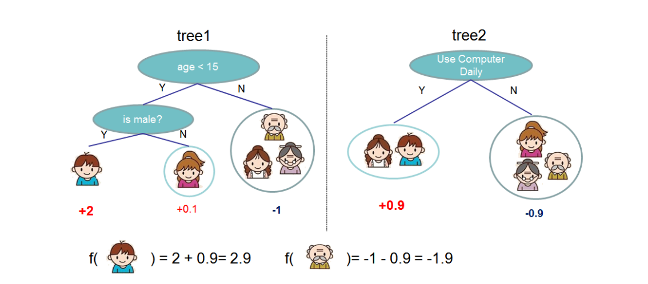 tree1
tree2
age < 15
Use Computer
Daily
Y
N
Y
N
is male?
Y
N
+2
+0.1
-1
+0.9
-0.9
f( ) = 2 + 0.9= 2.9
f( )= -1 - 0.9 = -1.9